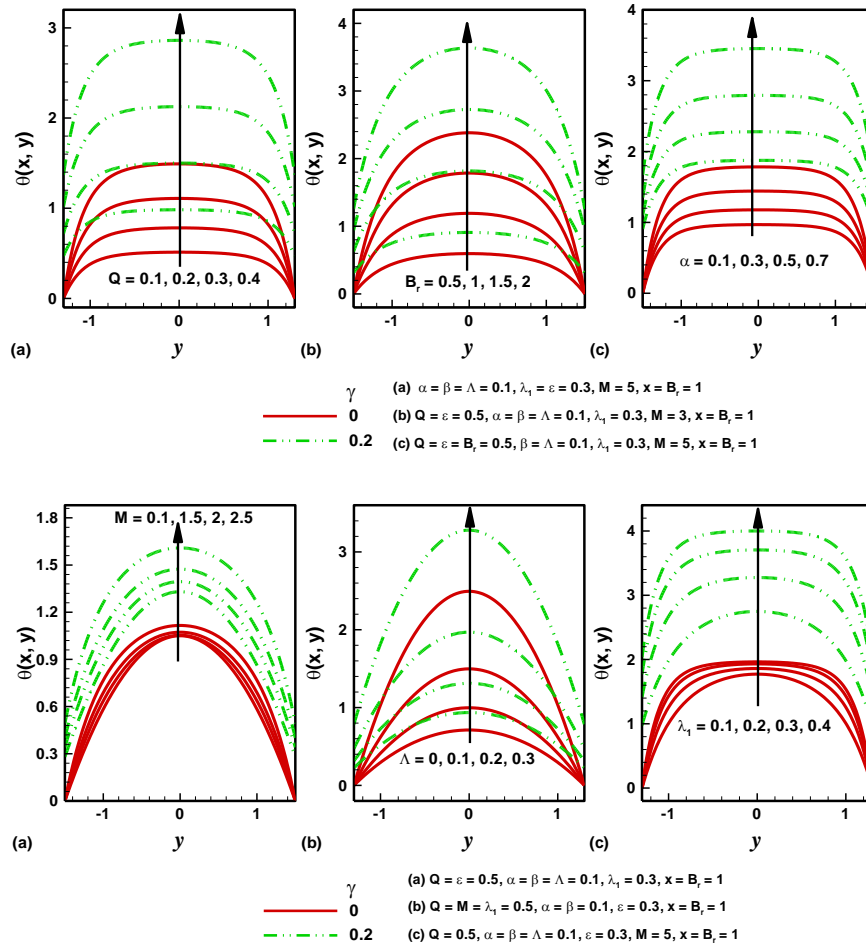 3
2
1
0
θ(x, y)
Q = 0.1, 0.2, 0.3, 0.4
-1 0 1
(a) y
4
3
2
1
0
θ(x, y)
B_r = 0.5, 1, 1.5, 2
-1 0 1
(b) y
4
3
2
1
0
θ(x, y)
α = 0.1, 0.3, 0.5, 0.7
-1 0 1
(c) y
γ
0
0.2
(a) α = β = Λ = 0.1, λ₁ = ε = 0.3, M = 5, x = B_r = 1
(b) Q = ε = 0.5, α = β = Λ = 0.1, λ₁ = 0.3, M = 3, x = B_r = 1
(c) Q = ε = B_r = 0.5, β = Λ = 0.1, λ₁ = 0.3, M = 5, x = B_r = 1
1.8
1.5
1.2
0.9
0.6
0.3
0
θ(x, y)
M = 0.1, 1.5, 2, 2.5
-1 0 1
(a) y
3
2
1
0
θ(x, y)
Λ = 0, 0.1, 0.2, 0.3
-1 0 1
(b) y
4
3
2
1
0
θ(x, y)
λ₁ = 0.1, 0.2, 0.3, 0.4
-1 0 1
(c) y
γ
0
0.2
(a) Q = ε = 0.5, α = β = Λ = 0.1, λ₁ = 0.3, x = B_r = 1
(b) Q = M = λ₁ = 0.5, α = β = 0.1, ε = 0.3, x = B_r = 1
(c) Q = 0.5, α = β = Λ = 0.1, ε = 0.3, M = 5, x = B_r = 1